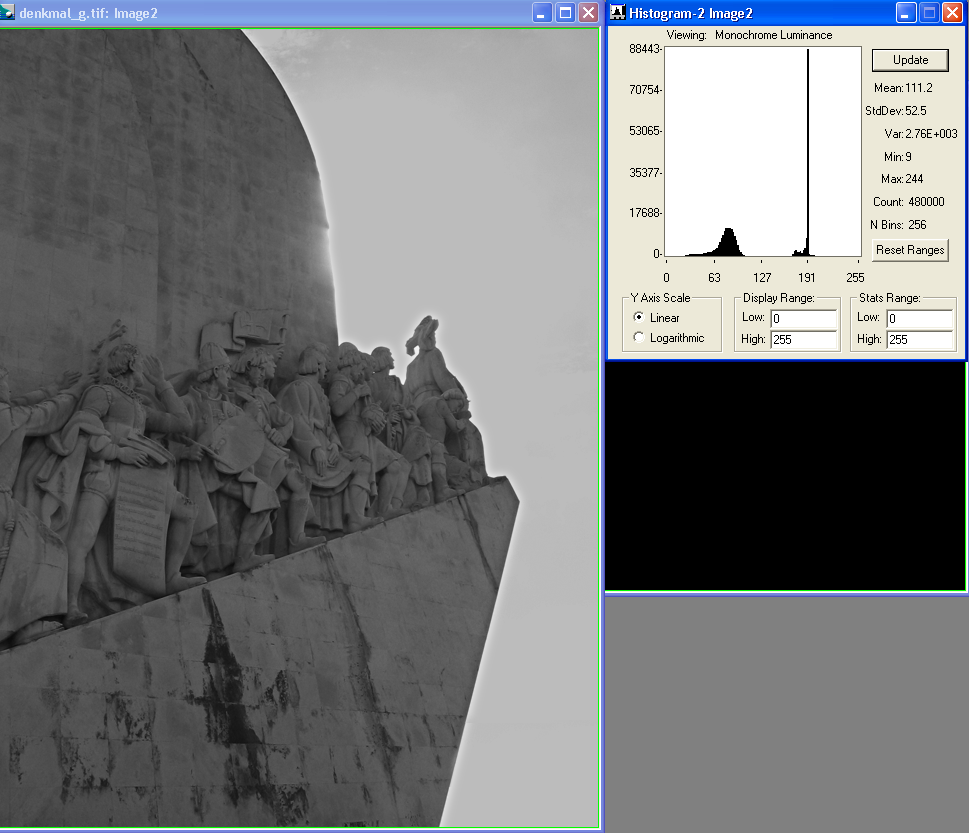 denkmal_g.tif: Image2
Histogram-2 Image2
Viewing: Monochrome Luminance
88443-
70754-
53065-
35377-
17688-
0-
0 63 127 191 255
Update
Mean: 111.2
StdDev: 52.5
Var: 2.76E+003
Min: 9
Max: 244
Count: 480000
N Bins: 256
Reset Ranges
Y Axis Scale
Linear
Logarithmic
Display Range:
Low: 0
High: 255
Stats Range:
Low: 0
High: 255